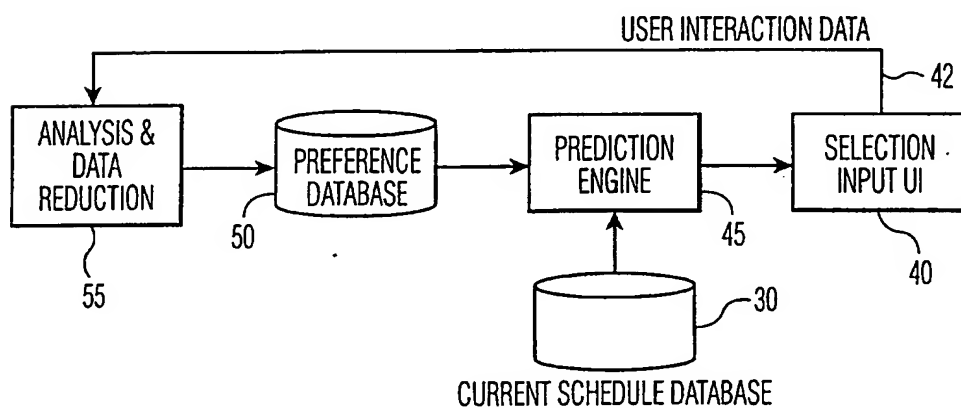 USER INTERACTION DATA
42
ANALYSIS &
DATA
REDUCTION
55
PREFERENCE
DATABASE
50
PREDICTION
ENGINE
45
SELECTION
INPUT UI
40
30
CURRENT SCHEDULE DATABASE